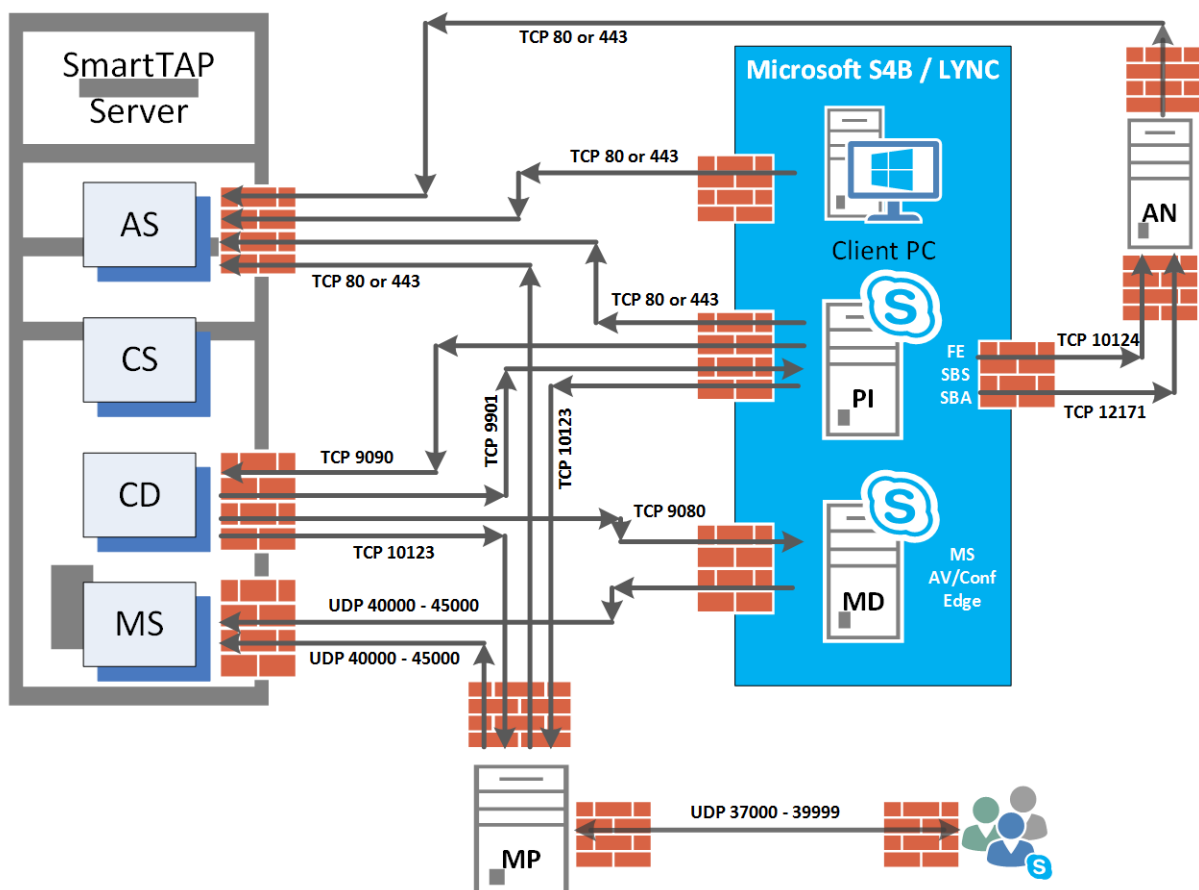 TCP 80 or 443
SmartTAP
Server
Microsoft S4B / LYNC
TCP 80 or 443
AS
AN
Client PC
TCP 80 or 443
TCP 80 or 443
CS
PI
FE
SBS
SBA
TCP 10124
TCP 12171
TCP 9901
TCP 10123
TCP 9090
CD
TCP 9080
TCP 10123
S
S
MS
AV/Conf
Edge
MD
MS
UDP 40000 - 45000
UDP 40000 - 45000
MP
UDP 37000 - 39999
S